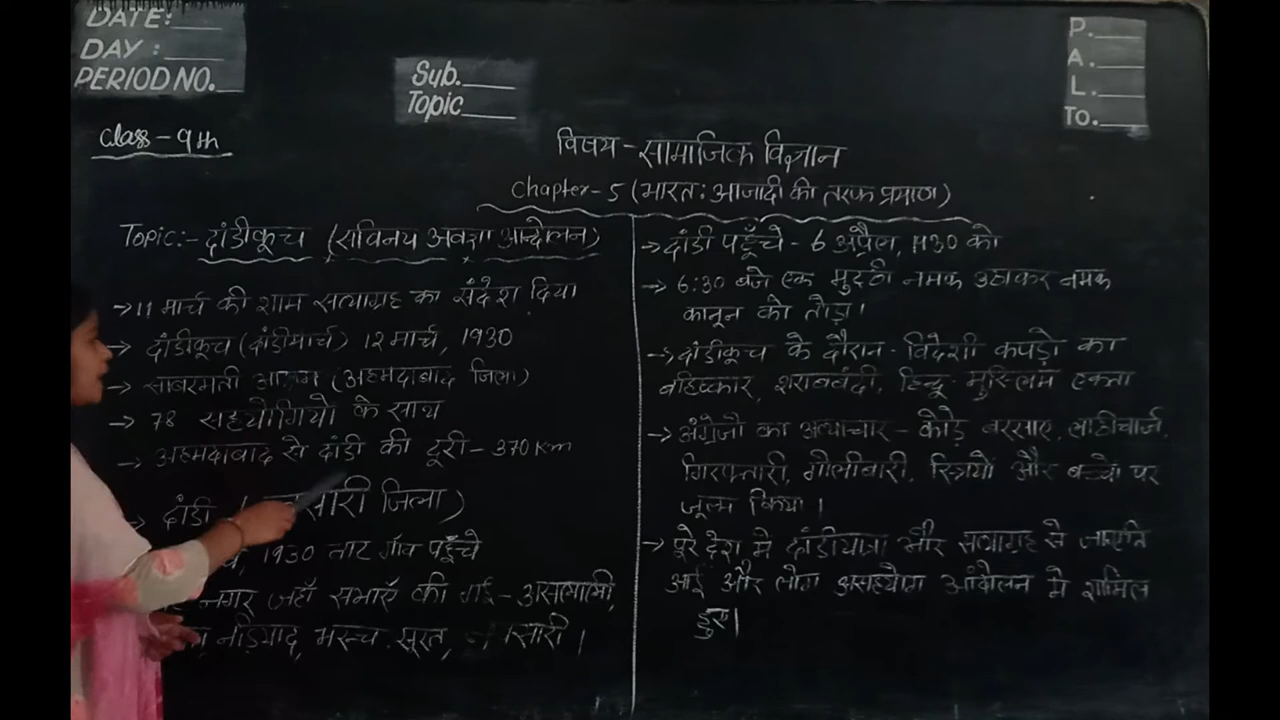 DATE:
DAY :
PERIOD NO.
Sub.
Topic
P.
A.
L.
To.
Class - 9th
विषय - सामाजिक विज्ञान
Chapter - 5 (भारत: आजादी की तरफ प्रयाण)
Topic:- दांडीकूच (सविनय अवज्ञा आन्दोलन)
→ 11 मार्च की शाम सत्याग्रह का संदेश दिया
→ दांडीकूच (दांडीमार्च) 12 मार्च, 1930
→ साबरमती आश्रम (अहमदाबाद जिला)
→ 78 सहयोगियो के साथ
→ अहमदाबाद से दांडी की दूरी - 370 Km
→ दांडी सारी जिला)
1930 जाट गाँव पहुँचे
नगर जहाँ सभाएँ की गई - असलाली,
नडियाद, भरूच, सूरत, सारी।
→ दांडी पहुँचे - 6 अप्रैल, 1930 को
→ 6:30 बजे एक मुट्ठी नमक उठाकर नमक
कानून को तोड़ा।
→ दांडीकूच के दौरान - विदेशी कपड़ो का
बहिष्कार, शराबबंदी, हिन्दू-मुस्लिम एकता
→ अंग्रेजो का अत्याचार - कोड़े बरसाए, लाठीचार्ज,
गिरफ्तारी, गोलीबारी, स्त्रियो और बच्चो पर
जूल्म किया।
→ पूरे देश मे दांडीयात्रा और सत्याग्रह से जागृति
आई और लोग असहयोग आंदोलन मे शामिल
हुए।